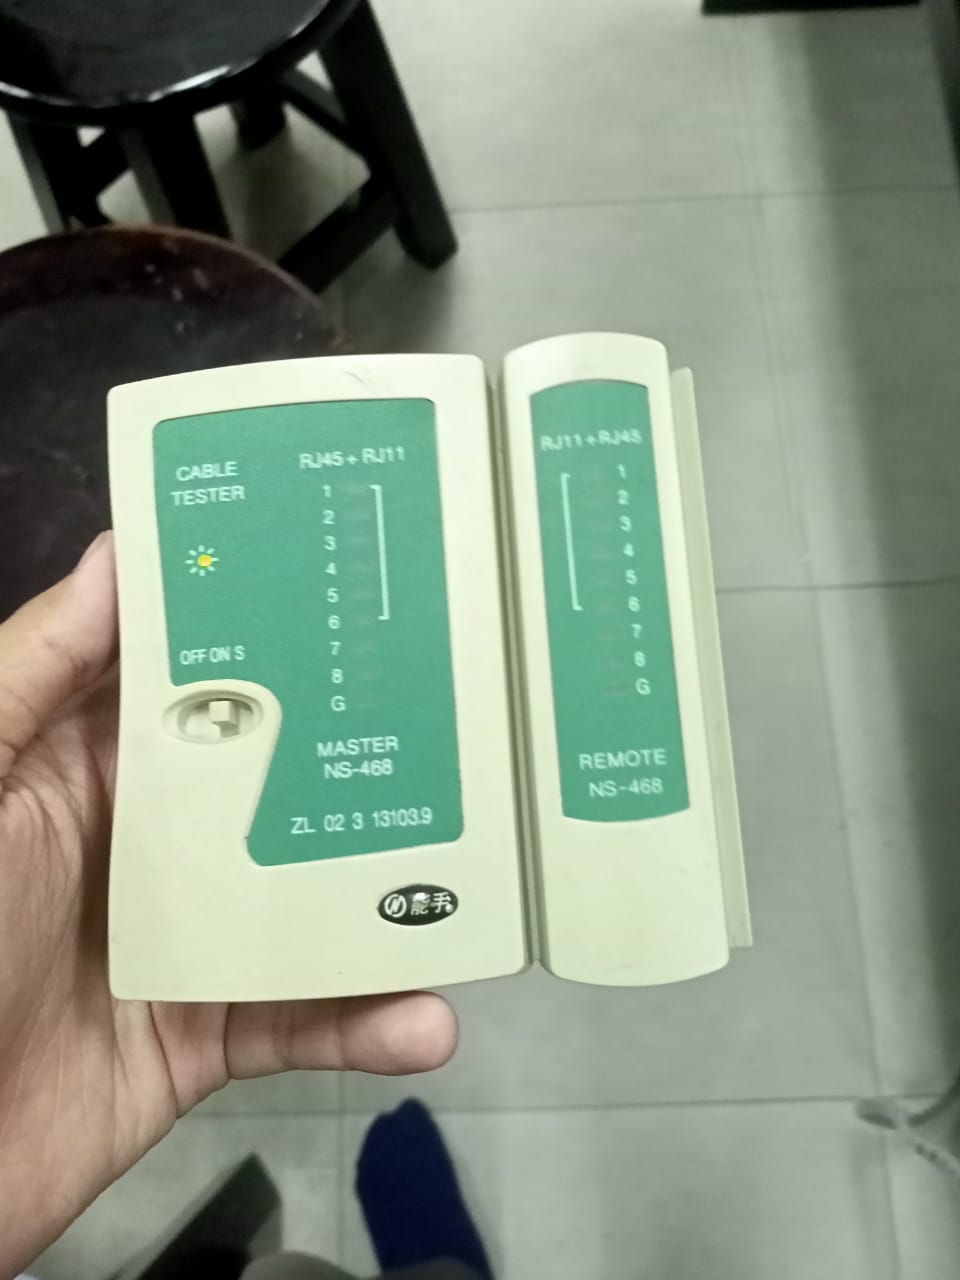 CABLE
TESTER
OFF ON S
RJ45 + RJ11
1
2
3
4
5
6
7
8
G
MASTER
NS-468
ZL 02 3 13103.9
能手
RJ11 + RJ45
1
2
3
4
5
6
7
8
G
REMOTE
NS-468